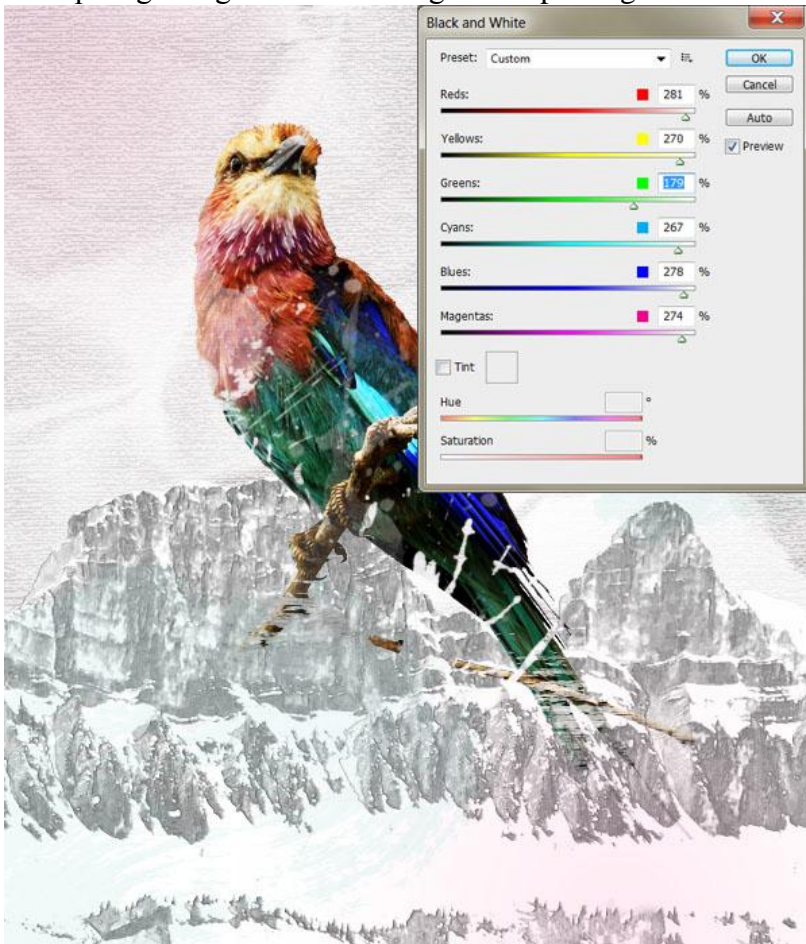 Black and White
Preset: Custom
OK
Cancel
Auto
Preview
Reds: 281 %
Yellows: 270 %
Greens: 179 %
Cyans: 267 %
Blues: 278 %
Magentas: 274 %
Tint
Hue °
Saturation %